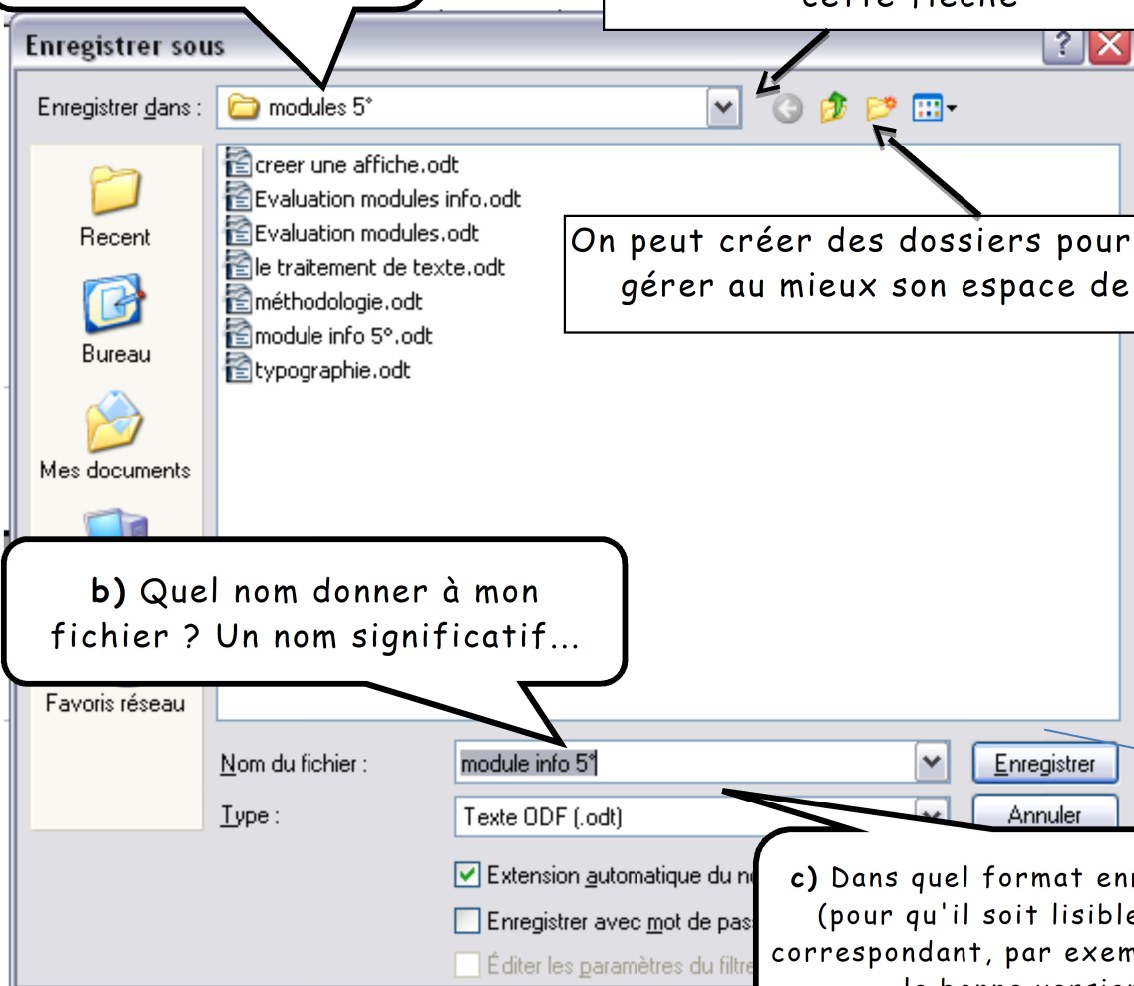 cette flèche
Enregistrer sous
Enregistrer dans :
modules 5°
creer une affiche.odt
Evaluation modules info.odt
Evaluation modules.odt
le traitement de texte.odt
méthodologie.odt
module info 5°.odt
typographie.odt
On peut créer des dossiers pour
gérer au mieux son espace de
Recent
Bureau
Mes documents
b) Quel nom donner à mon
fichier ? Un nom significatif...
Favoris réseau
Nom du fichier :
module info 5°
Enregistrer
Type :
Texte ODF (.odt)
Annuler
Extension automatique du
Enregistrer avec mot de
Éditer les paramètres du filtre
c) Dans quel format
(pour qu'il soit lisible
correspondant, par
la bonne version